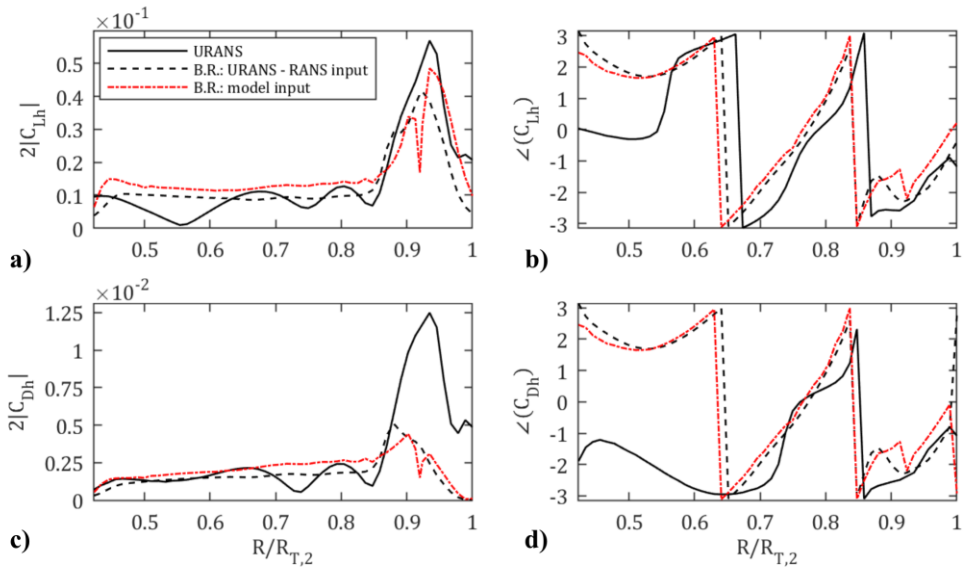 ×10⁻¹
URANS
B.R.: URANS - RANS input
B.R.: model input
2|C_Lh|
0.5
0.4
0.3
0.2
0.1
0
0.5 0.6 0.7 0.8 0.9 1
a)
∠(C_Lh)
3
2
1
0
-1
-2
-3
0.5 0.6 0.7 0.8 0.9 1
b)
×10⁻²
2|C_Dh|
1.25
1
0.75
0.5
0.25
0
0.5 0.6 0.7 0.8 0.9 1
R/R_T,2
c)
∠(C_Dh)
3
2
1
0
-1
-2
-3
0.5 0.6 0.7 0.8 0.9 1
R/R_T,2
d)